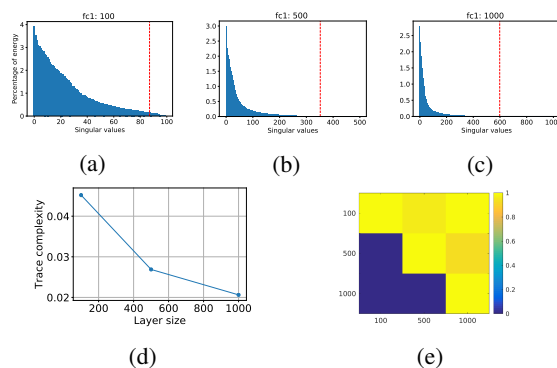 fc1: 100
Percentage of energy
4
3
2
1
0
0 20 40 60 80 100
Singular values
(a)
fc1: 500
3.0
2.5
2.0
1.5
1.0
0.5
0.0
0 100 200 300 400 500
Singular values
(b)
fc1: 1000
2.5
2.0
1.5
1.0
0.5
0.0
0 200 400 600 800 1000
Singular values
(c)
Trace complexity
0.04
0.03
0.02
200 400 600 800 1000
Layer size
(d)
100
500
1000
100 500 1000
1
0.8
0.6
0.4
0.2
0
(e)